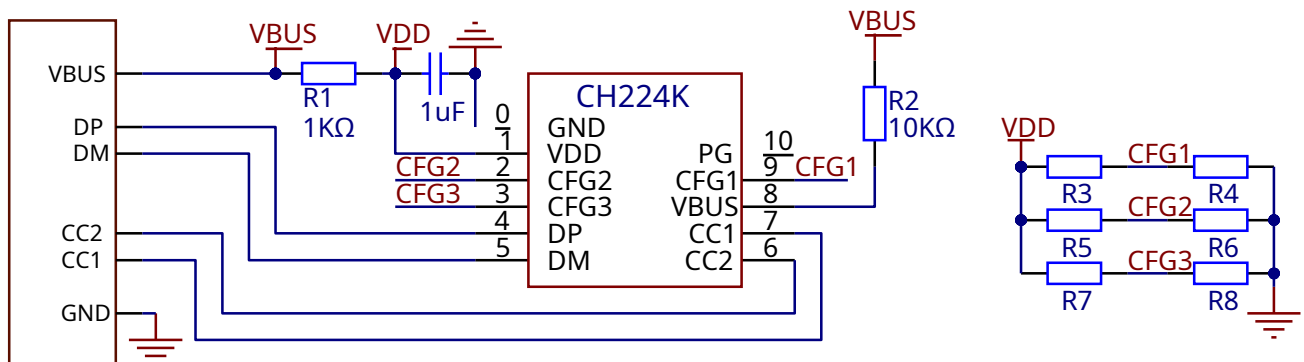 VBUS
DP
DM
CC2
CC1
GND
VBUS
R1
1KΩ
VDD
1uF
CFG2
CFG3
CH224K
0 GND
1 VDD
2 CFG2
3 CFG3
4 DP
5 DM
PG 10
CFG1 9
VBUS 8
CC1 7
CC2 6
CFG1
VBUS
R2
10KΩ
VDD
CFG1
R3 R4
CFG2
R5 R6
CFG3
R7 R8